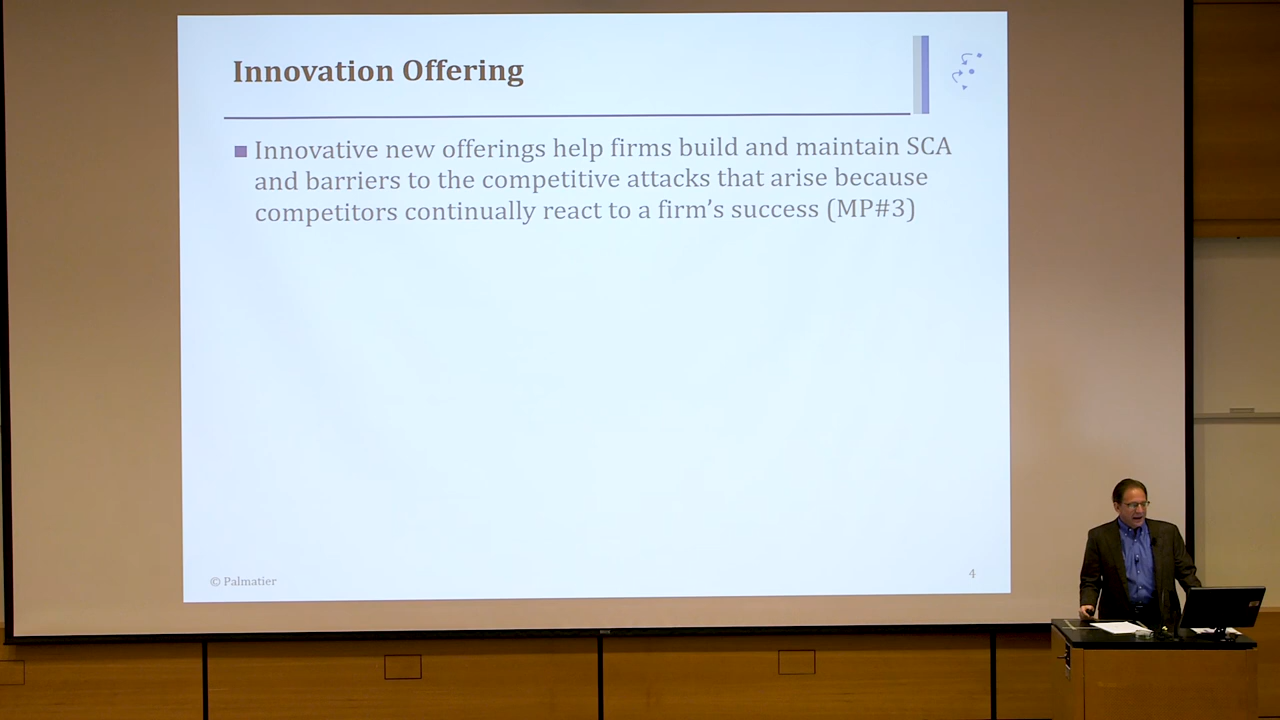 Innovation Offering
Innovative new offerings help firms build and maintain SCA
and barriers to the competitive attacks that arise because
competitors continually react to a firm's success (MP#3)
© Palmatier
4